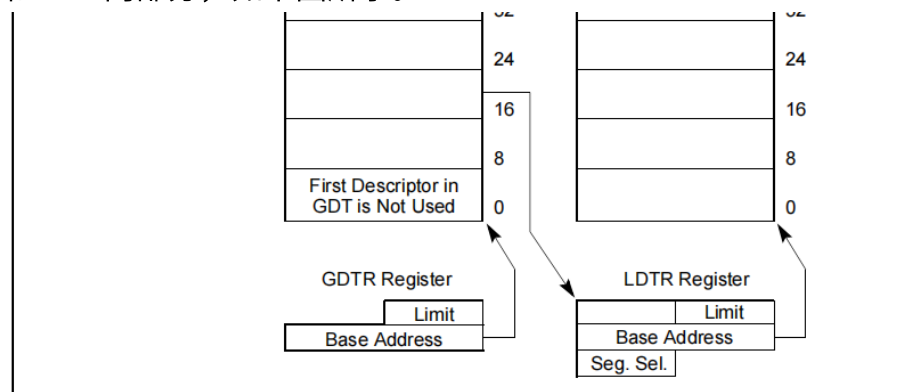 24
24
16
16
8
8
First Descriptor in
GDT is Not Used
0
0
GDTR Register
LDTR Register
Limit
Limit
Base Address
Base Address
Seg. Sel.